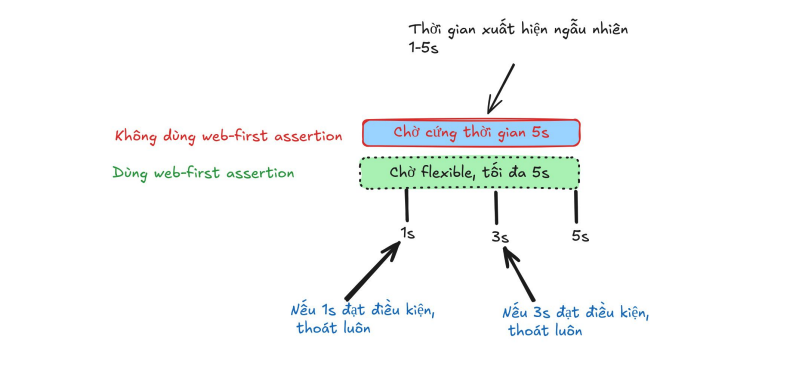 Thời gian xuất hiện ngẫu nhiên
1-5s
Không dùng web-first assertion
Chờ cứng thời gian 5s
Dùng web-first assertion
Chờ flexible, tối đa 5s
1s
3s
5s
Nếu 1s đạt điều kiện,
thoát luôn
Nếu 3s đạt điều kiện,
thoát luôn